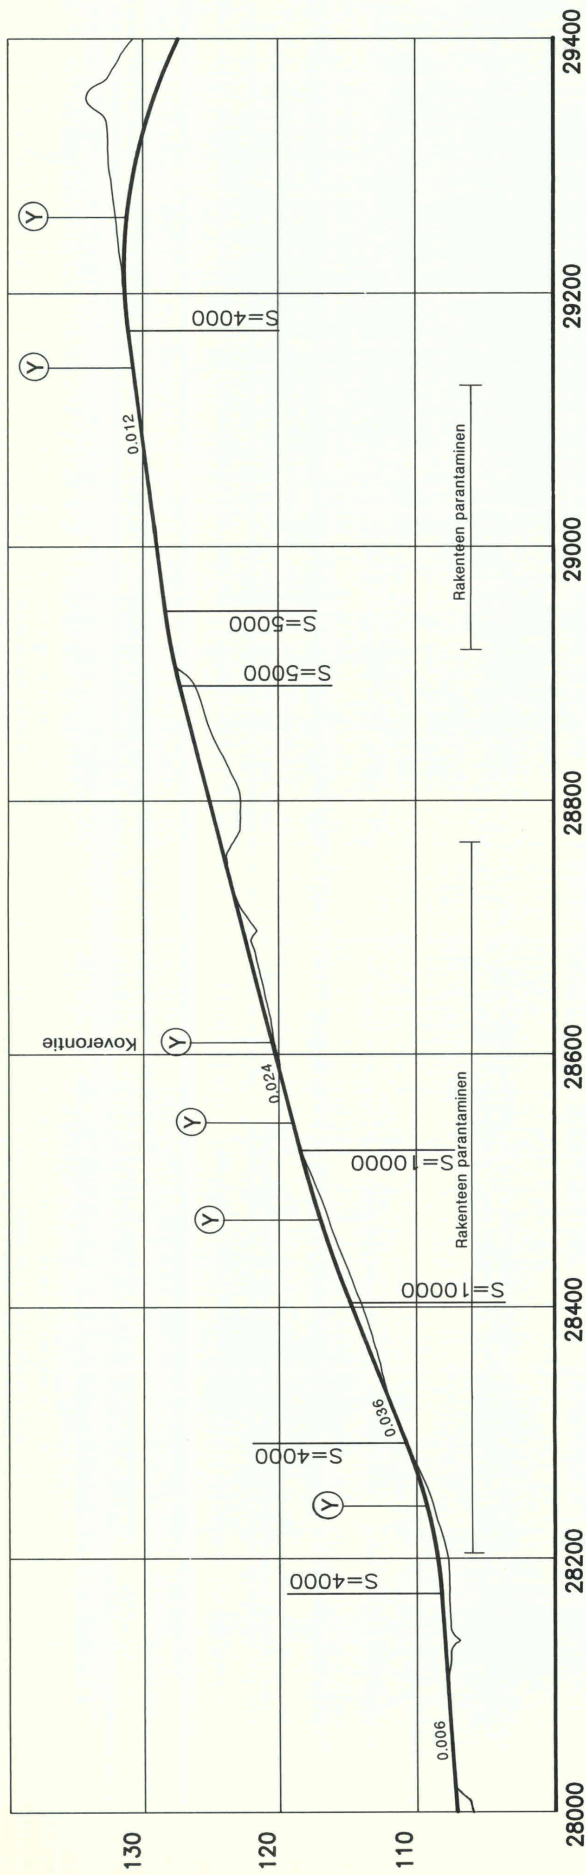 130
120
110
28000
28200
28400
28600
28800
29000
29200
29400
0.006
S=4000
Y
S=4000
0.036
S=10000
Y
S=10000
Y
0.024
Y
Koverontie
S=5000
S=5000
0.012
Y
S=4000
Y
Rakenteen parantaminen
Rakenteen parantaminen